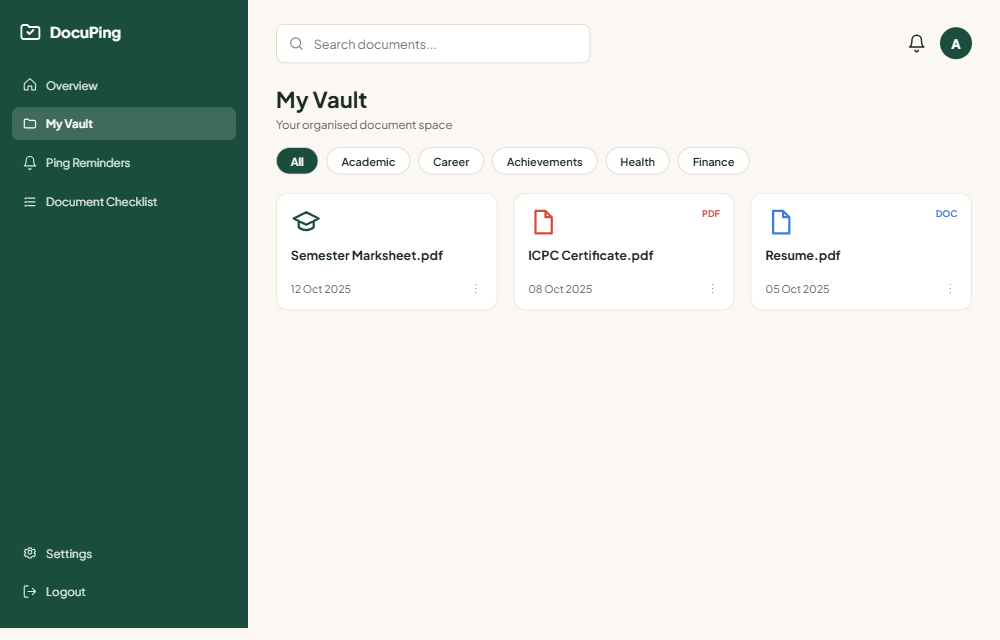 DocuPing
Overview
My Vault
Ping Reminders
Document Checklist
Settings
Logout
Search documents...
A
My Vault
Your organised document space
All
Academic
Career
Achievements
Health
Finance
Semester Marksheet.pdf
12 Oct 2025
PDF
ICPC Certificate.pdf
08 Oct 2025
DOC
Resume.pdf
05 Oct 2025